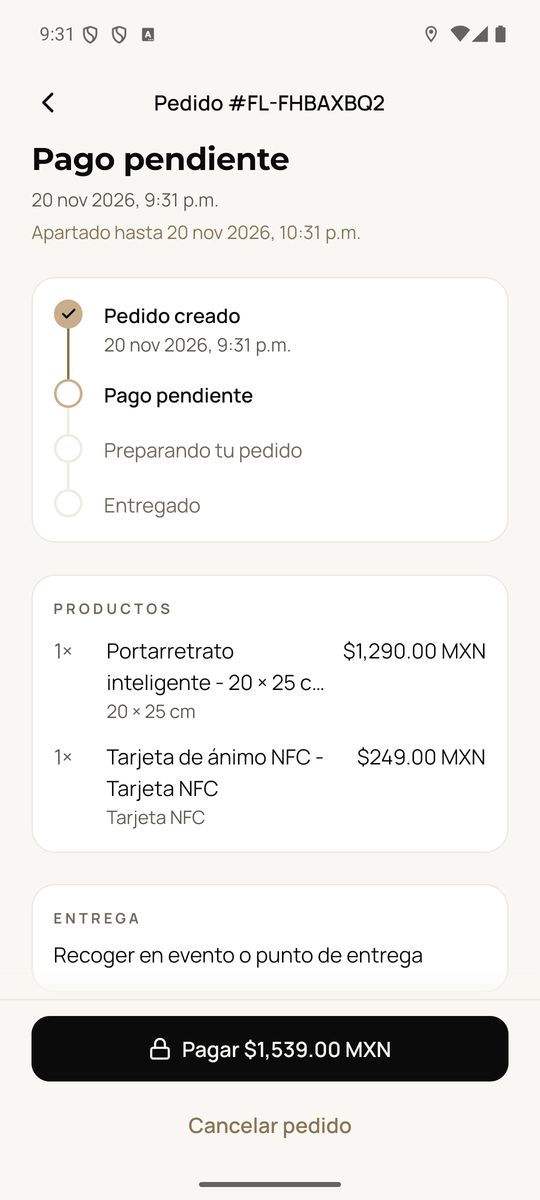 9:31
Pedido #FL-FHBAXBQ2
Pago pendiente
20 nov 2026, 9:31 p.m.
Apartado hasta 20 nov 2026, 10:31 p.m.
Pedido creado
20 nov 2026, 9:31 p.m.
Pago pendiente
Preparando tu pedido
Entregado
PRODUCTOS
1× Portarretrato $1,290.00 MXN
inteligente - 20 × 25 c...
20 × 25 cm
1× Tarjeta de ánimo NFC - $249.00 MXN
Tarjeta NFC
Tarjeta NFC
ENTREGA
Recoger en evento o punto de entrega
Pagar $1,539.00 MXN
Cancelar pedido